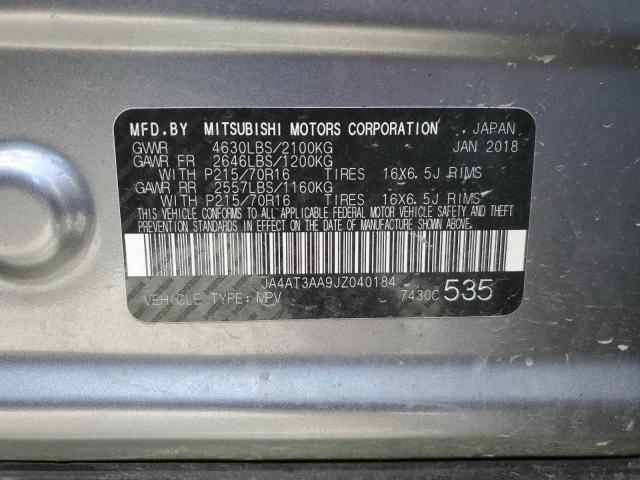 MFD.BY MITSUBISHI MOTORS CORPORATION JAPAN
GVWR 4630LBS/2100KG JAN 2018
GAWR FR 2646LBS/1200KG
WITH P215/70R16 TIRES 16X6.5J RIMS
GAWR RR 2557LBS/1160KG
WITH P215/70R16 TIRES 16X6.5J RIMS
THIS VEHICLE CONFORMS TO ALL APPLICABLE FEDERAL MOTOR VEHICLE SAFETY AND THEFT
PREVENTION STANDARDS IN EFFECT ON THE DATE OF MANUFACTURE SHOWN ABOVE.
JA4AT3AA9JZ040184
VEHICLE TYPE: MPV 7430C 535